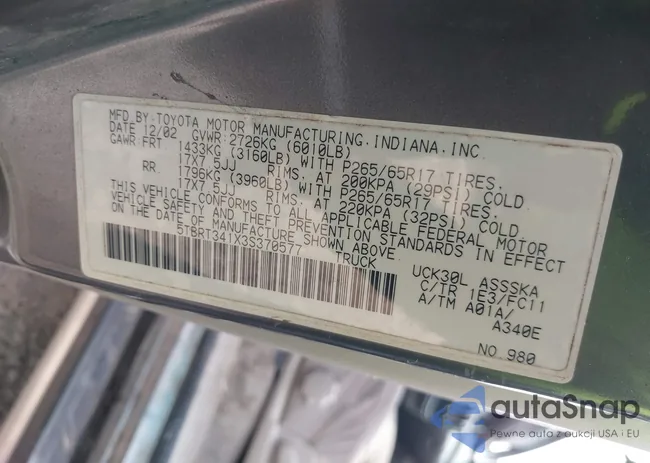 MFD BY: TOYOTA MOTOR MANUFACTURING, INDIANA, INC.
DATE 12/02 GVWR: 2726KG (6010LB)
GAWR FRT 1433KG (3160LB) WITH P265/65R17 TIRES,
17X7.5JJ RIMS, AT 200KPA (29PSI) COLD
RR 1796KG (3960LB) WITH P265/65R17 TIRES,
17X7.5JJ RIMS, AT 220KPA (32PSI) COLD
THIS VEHICLE CONFORMS TO ALL APPLICABLE FEDERAL MOTOR
VEHICLE SAFETY AND THEFT PREVENTION STANDARDS IN EFFECT
ON THE DATE OF MANUFACTURE SHOWN ABOVE.
5TBRT341X3S370577 TRUCK
UCK30L ASSSKA
C/TR 1E3/FC11
A/TM A01A/
A340E
NO 980
autaSnap
Pewne auta z aukcji USA i EU